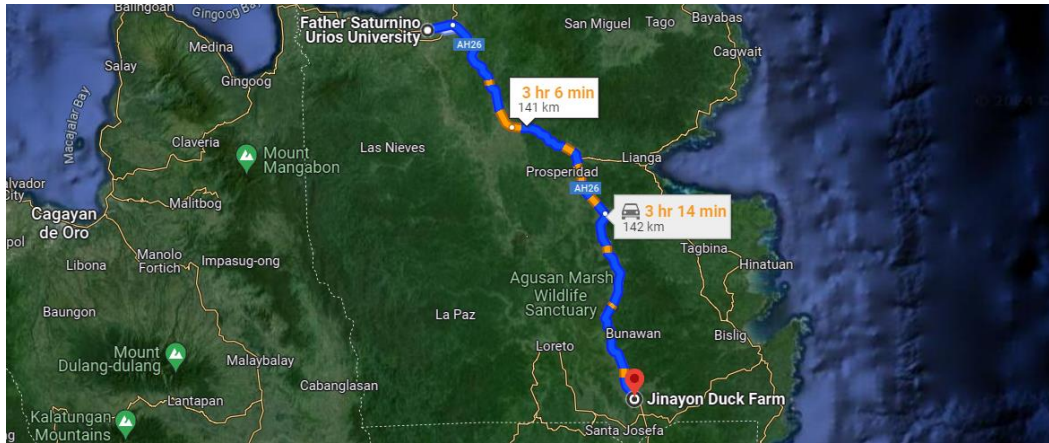 Balingoan
Gingoog Bay
Father Saturnino
Urios University
San Miguel
Tago
Bayabas
Medina
AH26
Cagwait
Salay
Gingoog
3 hr 6 min
141 km
Macajalar Bay
Claveria
Las Nieves
Mount
Mangabon
Lianga
Prosperidad
AH26
Salvador
City
Malitbog
Cagayan
de Oro
3 hr 14 min
142 km
Manolo
Fortich
Impasug-ong
Libona
Tagbina
Hinatuan
Agusan Marsh
Wildlife
Sanctuary
Baungon
La Paz
Bunawan
Bislig
Loreto
Mount
Dulang-dulang
Malaybalay
Cabanglasan
Lantapan
Jinayon Duck Farm
Kalatungan
Mountains
Santa Josefa